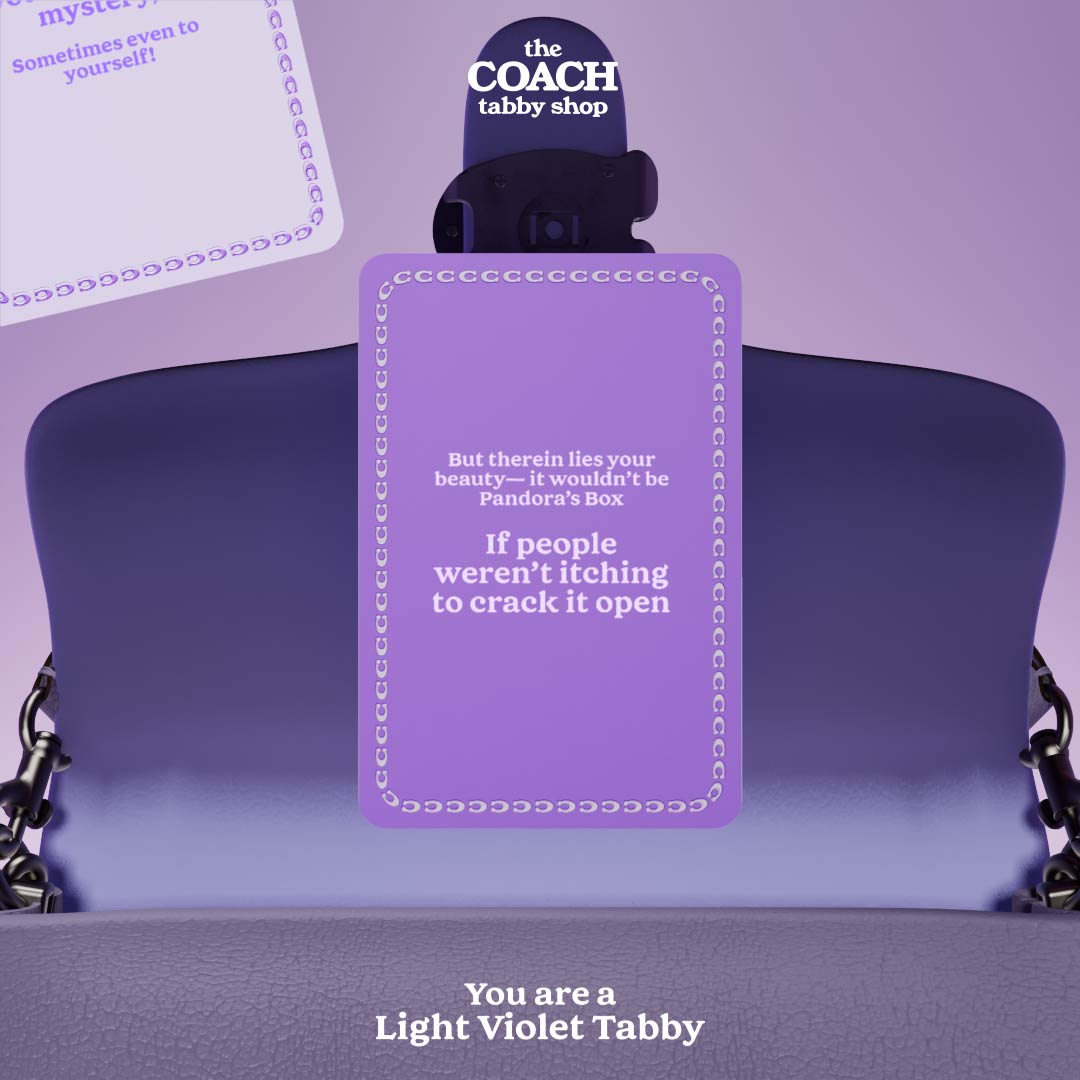 mystery,
Sometimes even to
yourself!
the
COACH
tabby shop
But therein lies your
beauty— it wouldn't be
Pandora's Box
If people
weren't itching
to crack it open
You are a
Light Violet Tabby